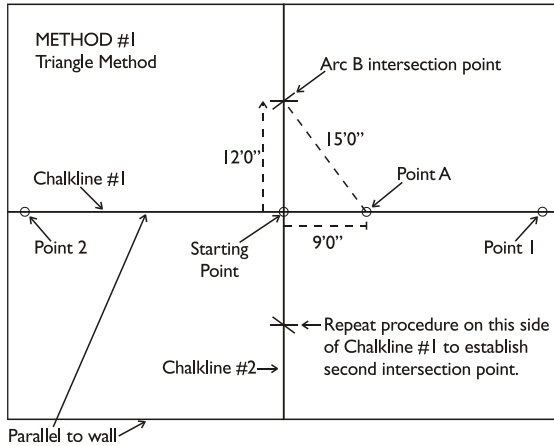 METHOD #1
Triangle Method
Arc B intersection point
15'0"
12'0"
Chalkline #1
Point A
Point 2
Starting
Point
9'0"
Point 1
Repeat procedure on this side
of Chalkline #1 to establish
second intersection point.
Chalkline #2
Parallel to wall